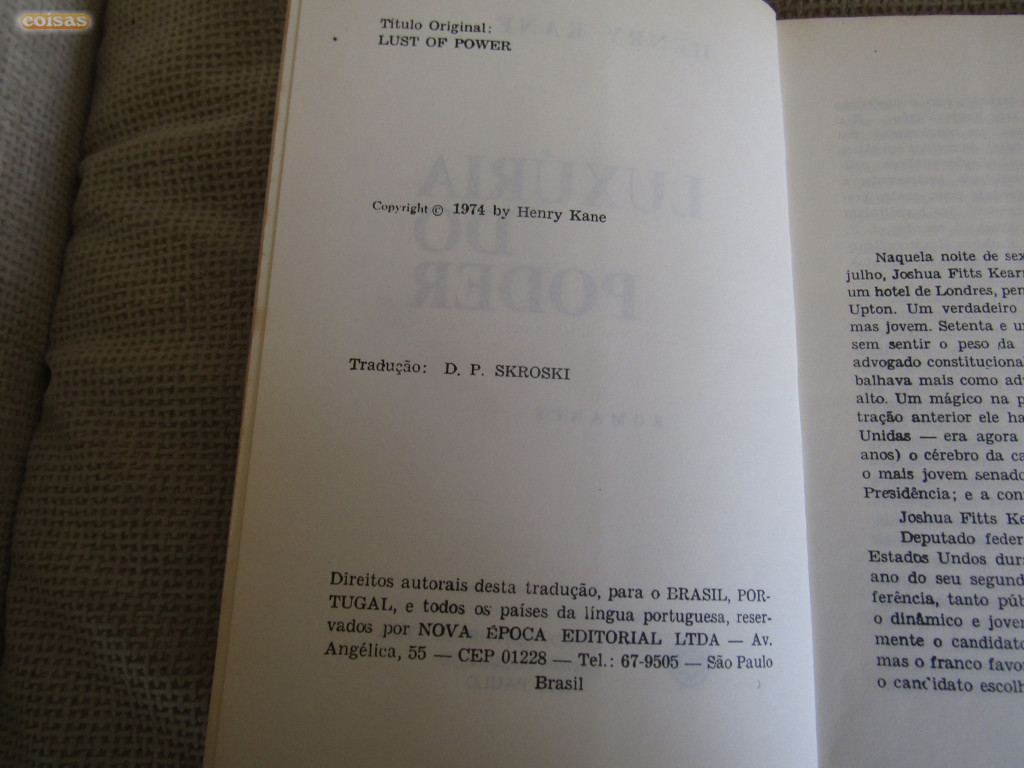 coisas
Título Original:
LUST OF POWER
Copyright © 1974 by Henry Kane
LUXÚRIA
DO
PODER
Tradução: D. P. SKROSKI
ROMANCE
Direitos autorais desta tradução, para o BRASIL, POR-
TUGAL, e todos os países da língua portuguesa, reser-
vados por NOVA ÉPOCA EDITORIAL LTDA — Av.
Angélica, 55 — CEP 01228 — Tel.: 67-9505 — São Paulo
Brasil
Naquela noite de
julho, Joshua Fitts
um hotel de Londres,
Upton. Um verdadeiro
mas jovem. Setenta e
sem sentir o peso da
advogado constitucional
balhava mais como
alto. Um mágico na
tração anterior ele
Unidas — era agora
anos) o cérebro da
o mais jovem
Presidência; e a
Joshua Fitts
Deputado
Estados Undos
ano do seu
ferência, tanto
o dinâmico e
mente o
mas o franco
o candidato